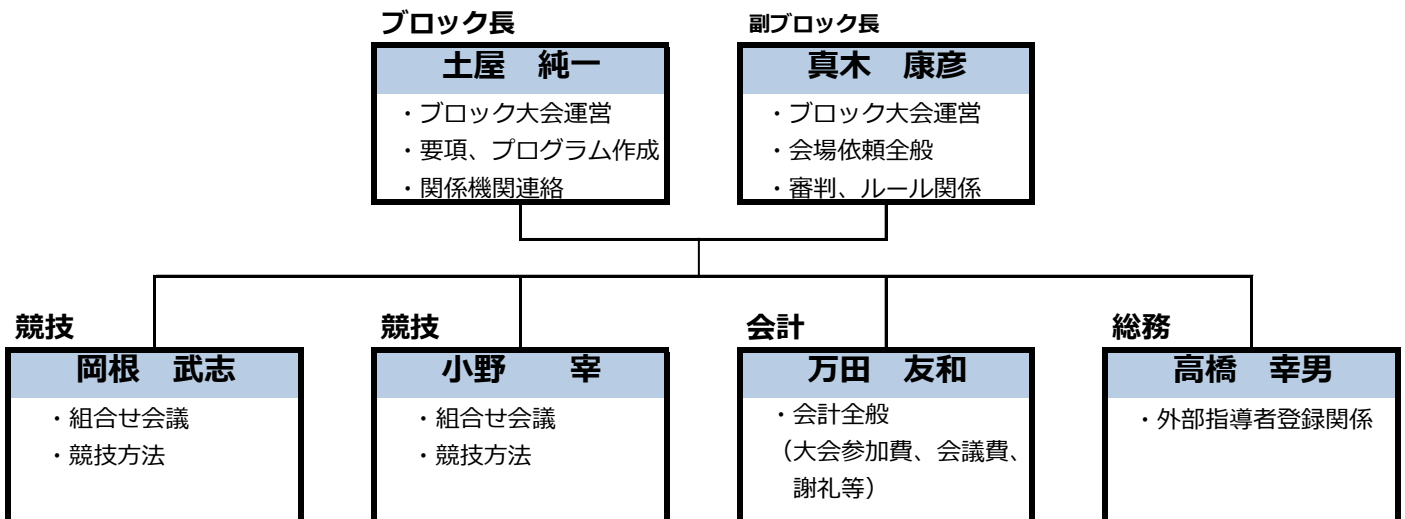 ブロック長
土屋　純一
・ブロック大会運営
・要項、プログラム作成
・関係機関連絡
副ブロック長
真木　康彦
・ブロック大会運営
・会場依頼全般
・審判、ルール関係
競技
岡根　武志
・組合せ会議
・競技方法
競技
小野　　宰
・組合せ会議
・競技方法
会計
万田　友和
・会計全般
（大会参加費、会議費、
謝礼等）
総務
高橋　幸男
・外部指導者登録関係